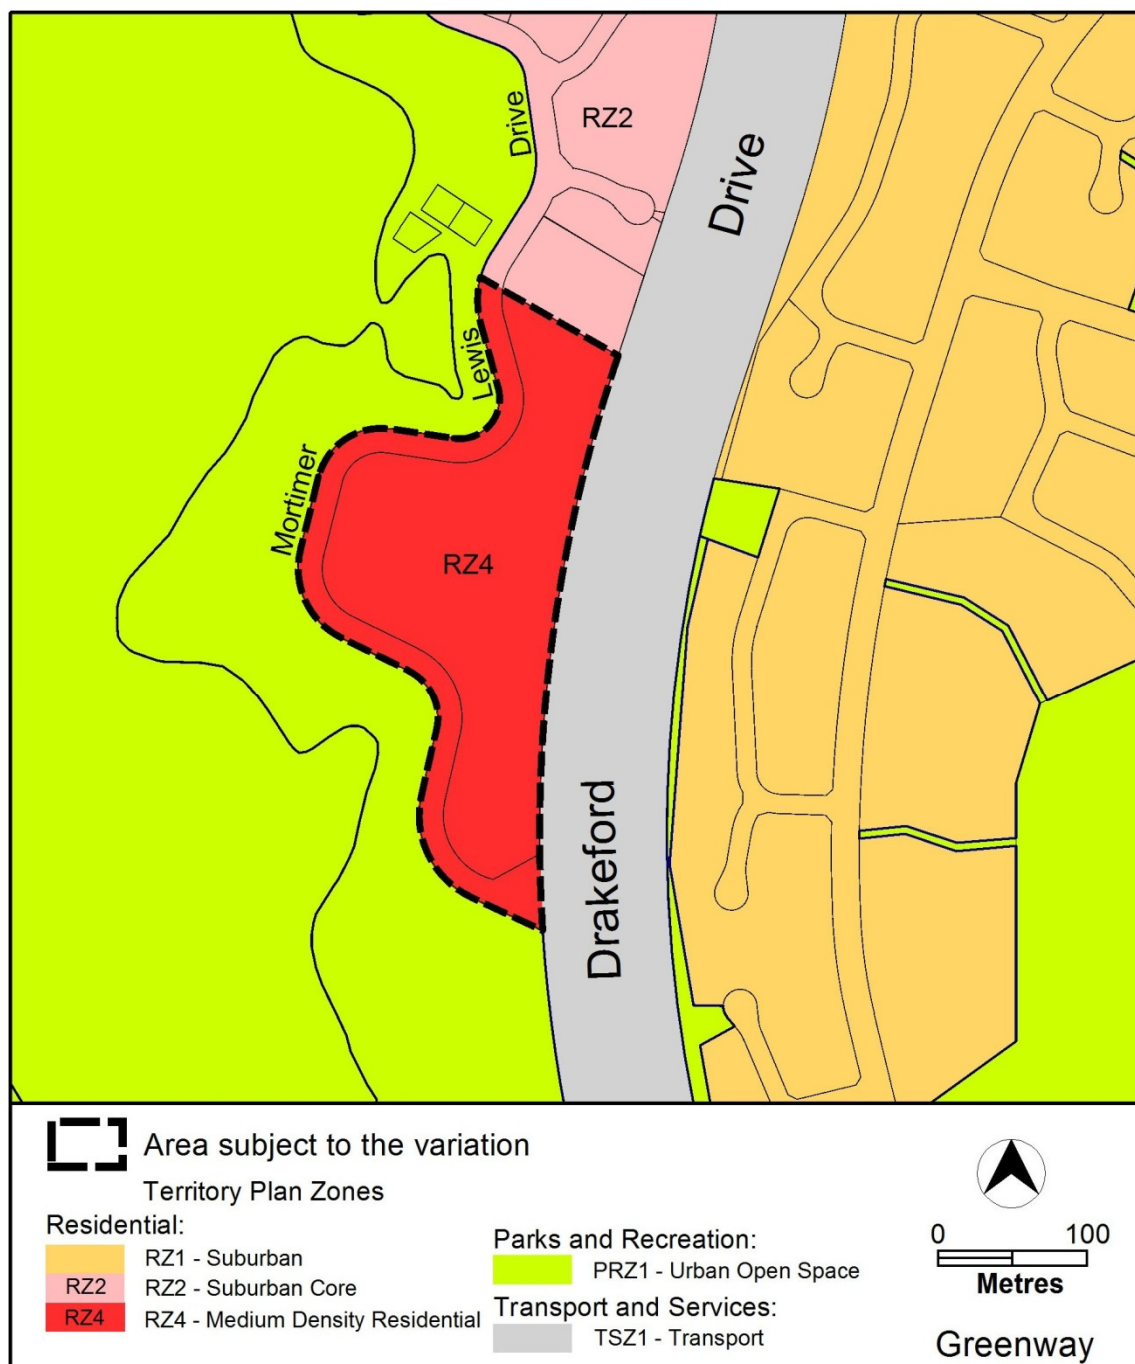 Drive
RZ2
Drive
Lewis
Mortimer
RZ4
Drakeford
Area subject to the variation
Territory Plan Zones
Residential:
RZ1 - Suburban
RZ2 RZ2 - Suburban Core
RZ4 RZ4 - Medium Density Residential
Parks and Recreation:
PRZ1 - Urban Open Space
Transport and Services:
TSZ1 - Transport
0 100
Metres
Greenway